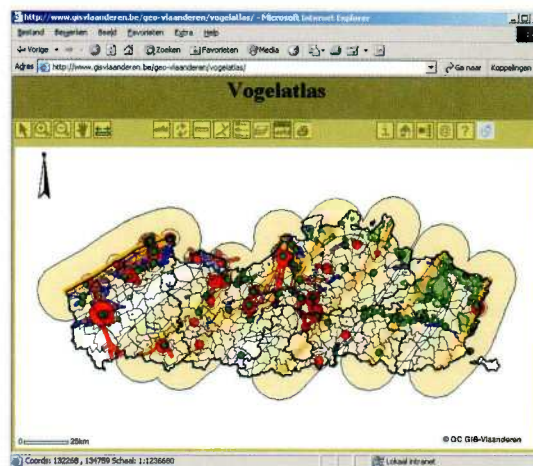 http://www.gisvlaanderen.be/geo-vlaanderen/vogelatlas/ - Microsoft Internet Explorer
Bestand Bewerken Beeld Favorieten Extra Help
Vorige Zoeken Favorieten Media
Adres http://www.gisvlaanderen.be/geo-vlaanderen/vogelatlas/ Ga naar Koppelingen
Vogelatlas
0 25km © OC GIS-Vlaanderen
Coords: 132268 , 134759 Schaal: 1:1236680 Lokaal intranet